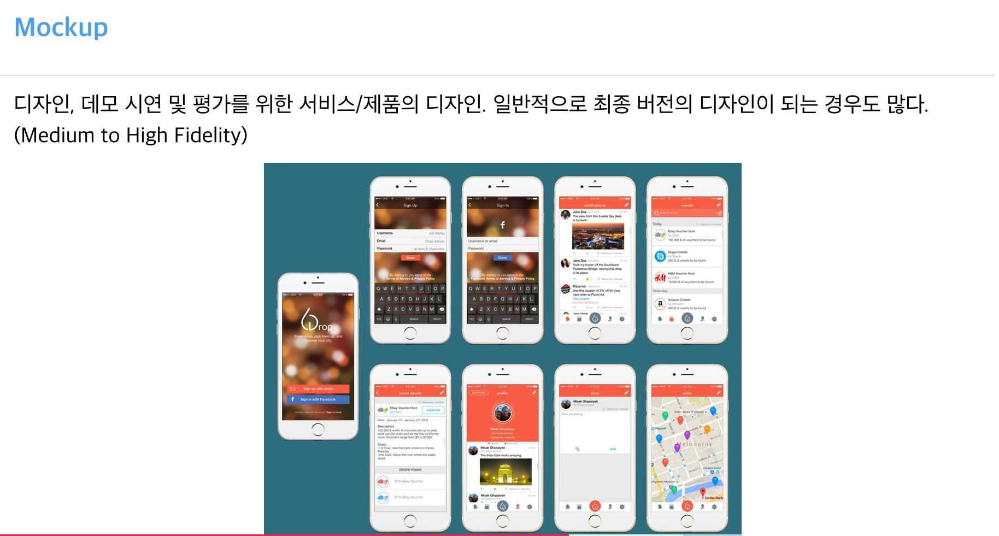 Mockup
디자인, 데모 시연 및 평가를 위한 서비스/제품의 디자인. 일반적으로 최종 버전의 디자인이 되는 경우도 많다.
(Medium to High Fidelity)
Drop
Share drops, pick them up, and
discover your city.
Sign up with email
Sign in with Facebook
Already have an Account? Sign in now!
Sign Up
Username will display
Email Email adress
Password at least 6 characters
Done
By signing in, you agree to the
Terms of Service & Privacy Policy
Q W E R T Y U I O P
A S D F G H J K L
Z X C V B N M
123 space return
Sign In
f
Username or email
Password
Done
By signing in, you agree to the
Facebook Terms of Service & Privacy Policy
Q W E R T Y U I O P
A S D F G H J K L
Z X C V B N M
123 space return
notifications
John Doe
The view from this Eureka Sky desk
is fantastic
Melbourne, Australia
Jane Doe
Took my locker off the Southbank
Pedestrian Bridge, leaving this drop
in its place.
Melbourne, Australia
Pizza hut
Use this coupon of 5% off for your
next order at Pizza Hut.
See coupon.
promoted by Pizza hut
Melbourne, Australia
events
Search event
Today Melbourne, Australia
Ebay Voucher Hunt
by Ebay
100 000 $ of vouchers to be found
Skype Credits
by Skype
200 $ of credits to be found
H&M Voucher Hunt
by H&M
10 000 $ of vouchers to be found
Yesterday
Amazon Credits
by Amazon
200 $ of credits to be found
event details
Melbourne, Australia
Ebay Voucher Hunt
by Ebay
subscribe
Date : January 13 - January 22, 2015
Description :
100 000 $ worth of vouchers are up to grab,
work out the clues and be the first to find the
most, Vouchers range from $5 to $1000.
Clues :
-1st Clue: near the bank where no money
there be
-2nd Clue: follow the river where the water
stops
DROPS FOUND
$15 eBay Voucher
$10 eBay Voucher
Edit Profile profile
Misak Ghazaryan
@misakghazaryan
Melbourne, Australia
Misak Ghazaryan
The India Gate looks amazing.
Melbourne, Australia
Misak Ghazaryan
drop
Misak Ghazaryan
Melbourne, Australia
Write something ...
post
radar
State Library of Victoria
Flagstaff
Melbourne
Collins St
Flinders Street
Eureka Skyde